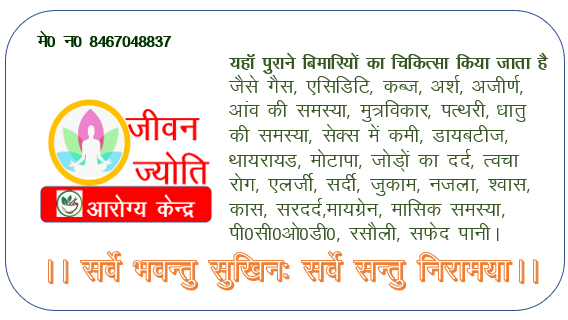 मे0 न0 8467048837
यहाॅ पुराने बिमारियों का चिकित्सा किया जाता है
जैसे गैस, एसिडिटि, कब्ज, अर्श, अजीर्ण,
आंव की समस्या, मुत्रविकार, पत्थरी, धातु
की समस्या, सेक्स में कमी, डायबटीज,
थायरायड, मोटापा, जोड़ों का दर्द, त्वचा
रोग, एलर्जी, सर्दी, जुकाम, नजला, श्वास,
कास, सरदर्द,मायग्रेन, मासिक समस्या,
पी0सी0ओ0डी0, रसौली, सफेद पानी।
जीवन
ज्योति
आरोग्य केन्द्र
।। सर्वे भवन्तु सुखिनः सर्वे सन्तु निरामया।।